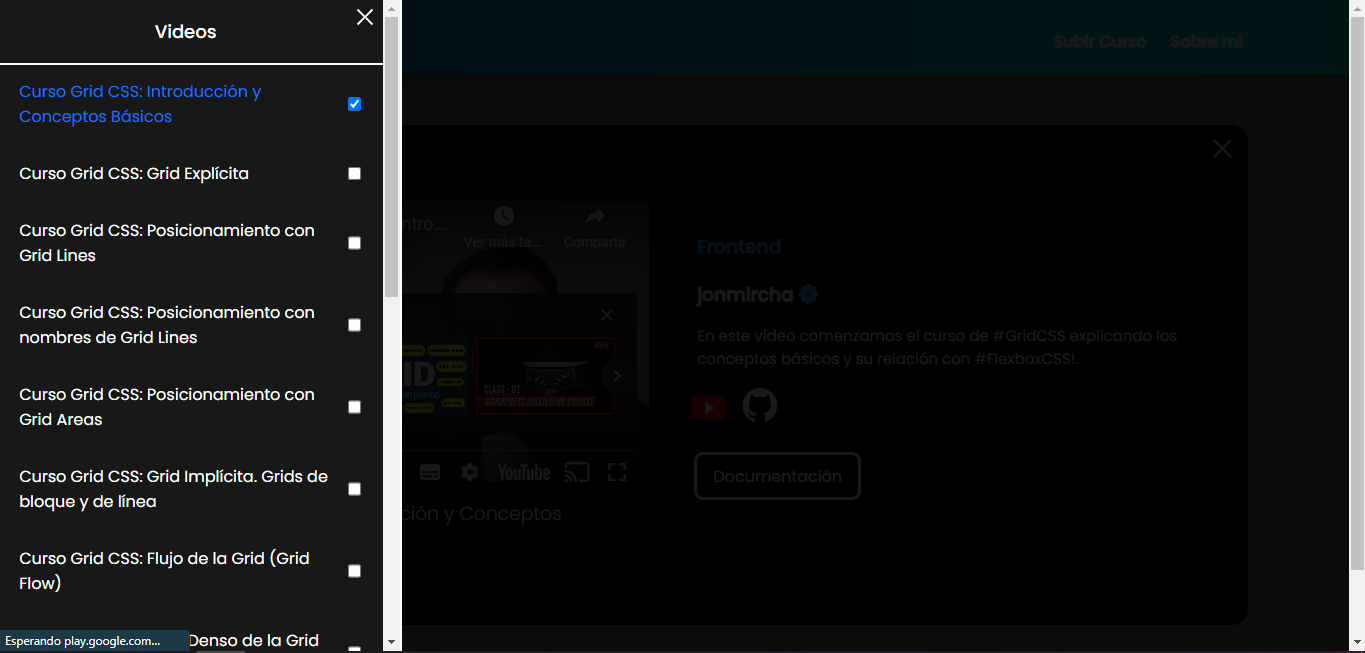 Videos
Curso Grid CSS: Introducción y
Conceptos Básicos
Curso Grid CSS: Grid Explícita
Curso Grid CSS: Posicionamiento con
Grid Lines
Curso Grid CSS: Posicionamiento con
nombres de Grid Lines
Curso Grid CSS: Posicionamiento con
Grid Areas
Curso Grid CSS: Grid Implícita. Grids de
bloque y de línea
Curso Grid CSS: Flujo de la Grid (Grid
Flow)
Denso de la Grid
Esperando play.google.com...
Subir Curso
Sobre mi
ntro...
Ver más ta...
Compartir
CLASS - 02
WORDPRESS MASTERING COURSE
YouTube
ción y Conceptos
Frontend
jonmircha
En este video comenzamos el curso de #GridCSS explicando los
conceptos básicos y su relación con #FlexboxCSS!.
Documentación